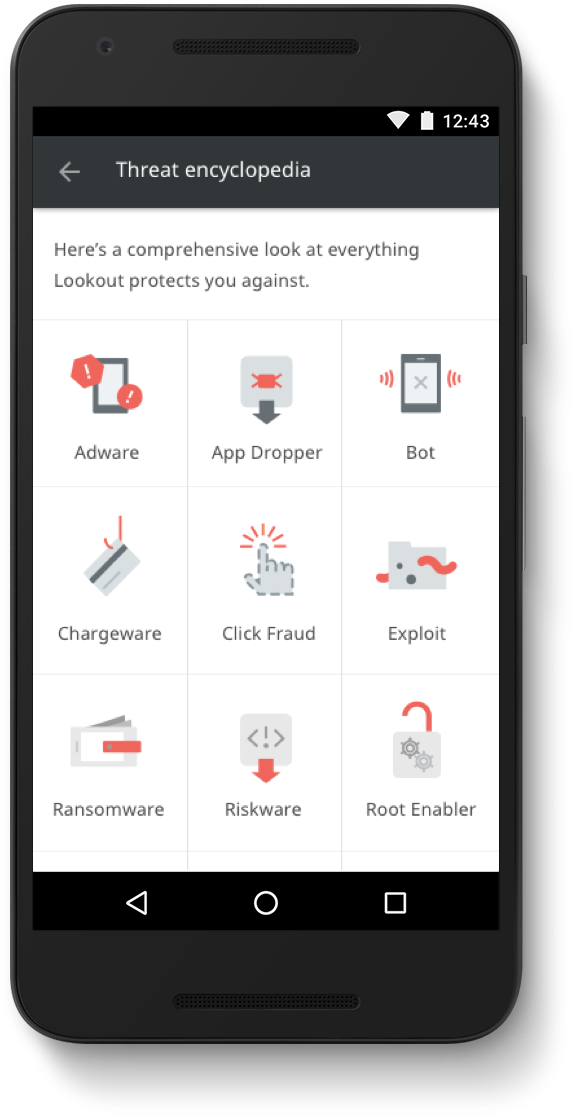 12:43
Threat encyclopedia
Here’s a comprehensive look at everything
Lookout protects you against.
Adware
App Dropper
Bot
Chargeware
Click Fraud
Exploit
Ransomware
Riskware
Root Enabler